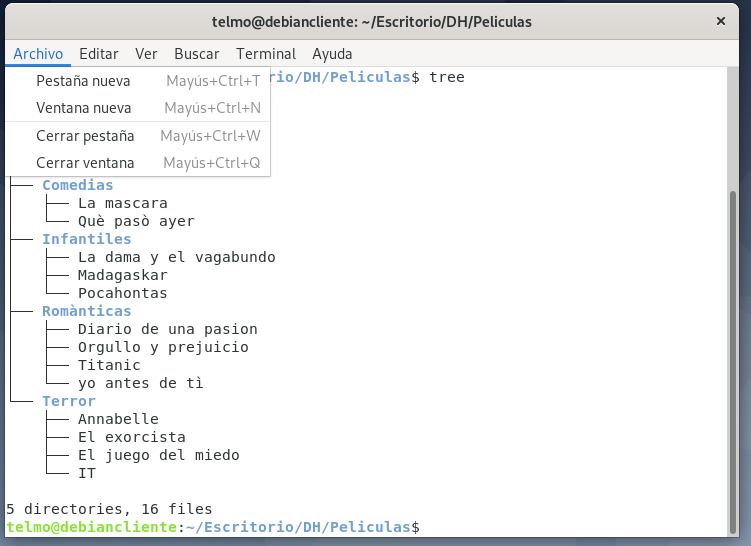 telmo@debiancliente: ~/Escritorio/DH/Peliculas ×
Archivo Editar Ver Buscar Terminal Ayuda
Pestaña nueva Mayús+Ctrl+T
rio/DH/Peliculas$ tree
Ventana nueva Mayús+Ctrl+N
Cerrar pestaña Mayús+Ctrl+W
Cerrar ventana Mayús+Ctrl+Q
├── Comedias
│   ├── La mascara
│   └── Què pasò ayer
├── Infantiles
│   ├── La dama y el vagabundo
│   ├── Madagaskar
│   └── Pocahontas
├── Romànticas
│   ├── Diario de una pasion
│   ├── Orgullo y prejuicio
│   ├── Titanic
│   └── yo antes de tì
└── Terror
    ├── Annabelle
    ├── El exorcista
    ├── El juego del miedo
    └── IT
5 directories, 16 files
telmo@debiancliente:~/Escritorio/DH/Peliculas$